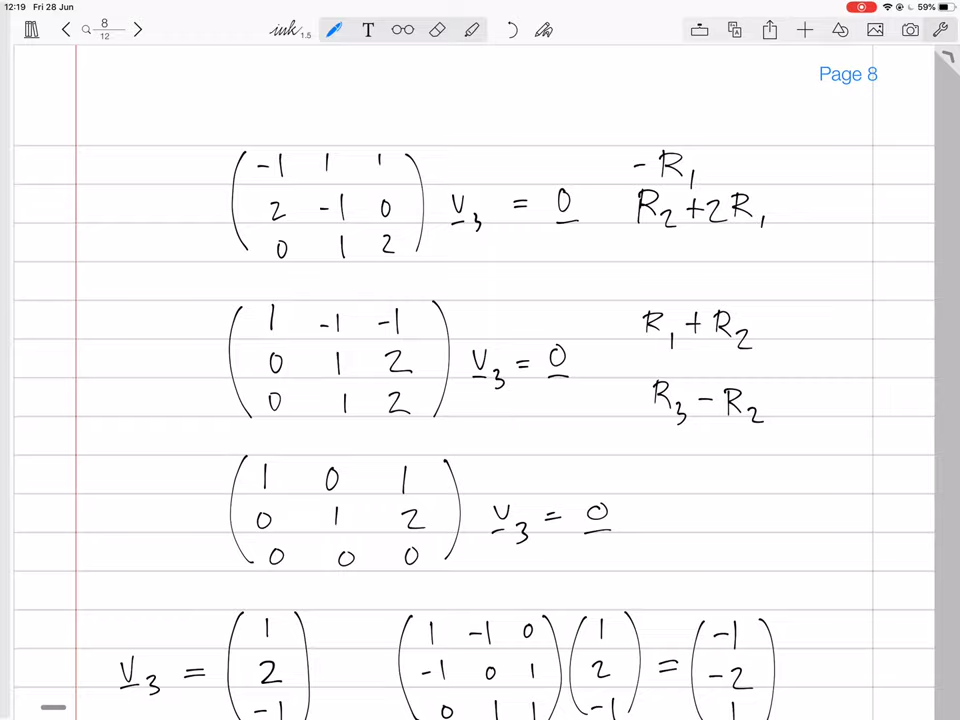 12:19 Fri 28 Jun 59%
8
12
ink 1.5 T
Page 8
( -1 1 1 ) - R₁
( 2 -1 0 ) v₃ = 0 R₂ + 2R₁
( 0 1 2 )
( 1 -1 -1 ) R₁ + R₂
( 0 1 2 ) v₃ = 0
( 0 1 2 ) R₃ - R₂
( 1 0 1 )
( 0 1 2 ) v₃ = 0
( 0 0 0 )
( 1 ) ( 1 -1 0 ) ( 1 ) ( -1 )
v₃ = ( 2 ) ( -1 0 1 ) ( 2 ) = ( -2 )
( -1 ) ( 0 1 1 ) ( -1 ) ( 1 )